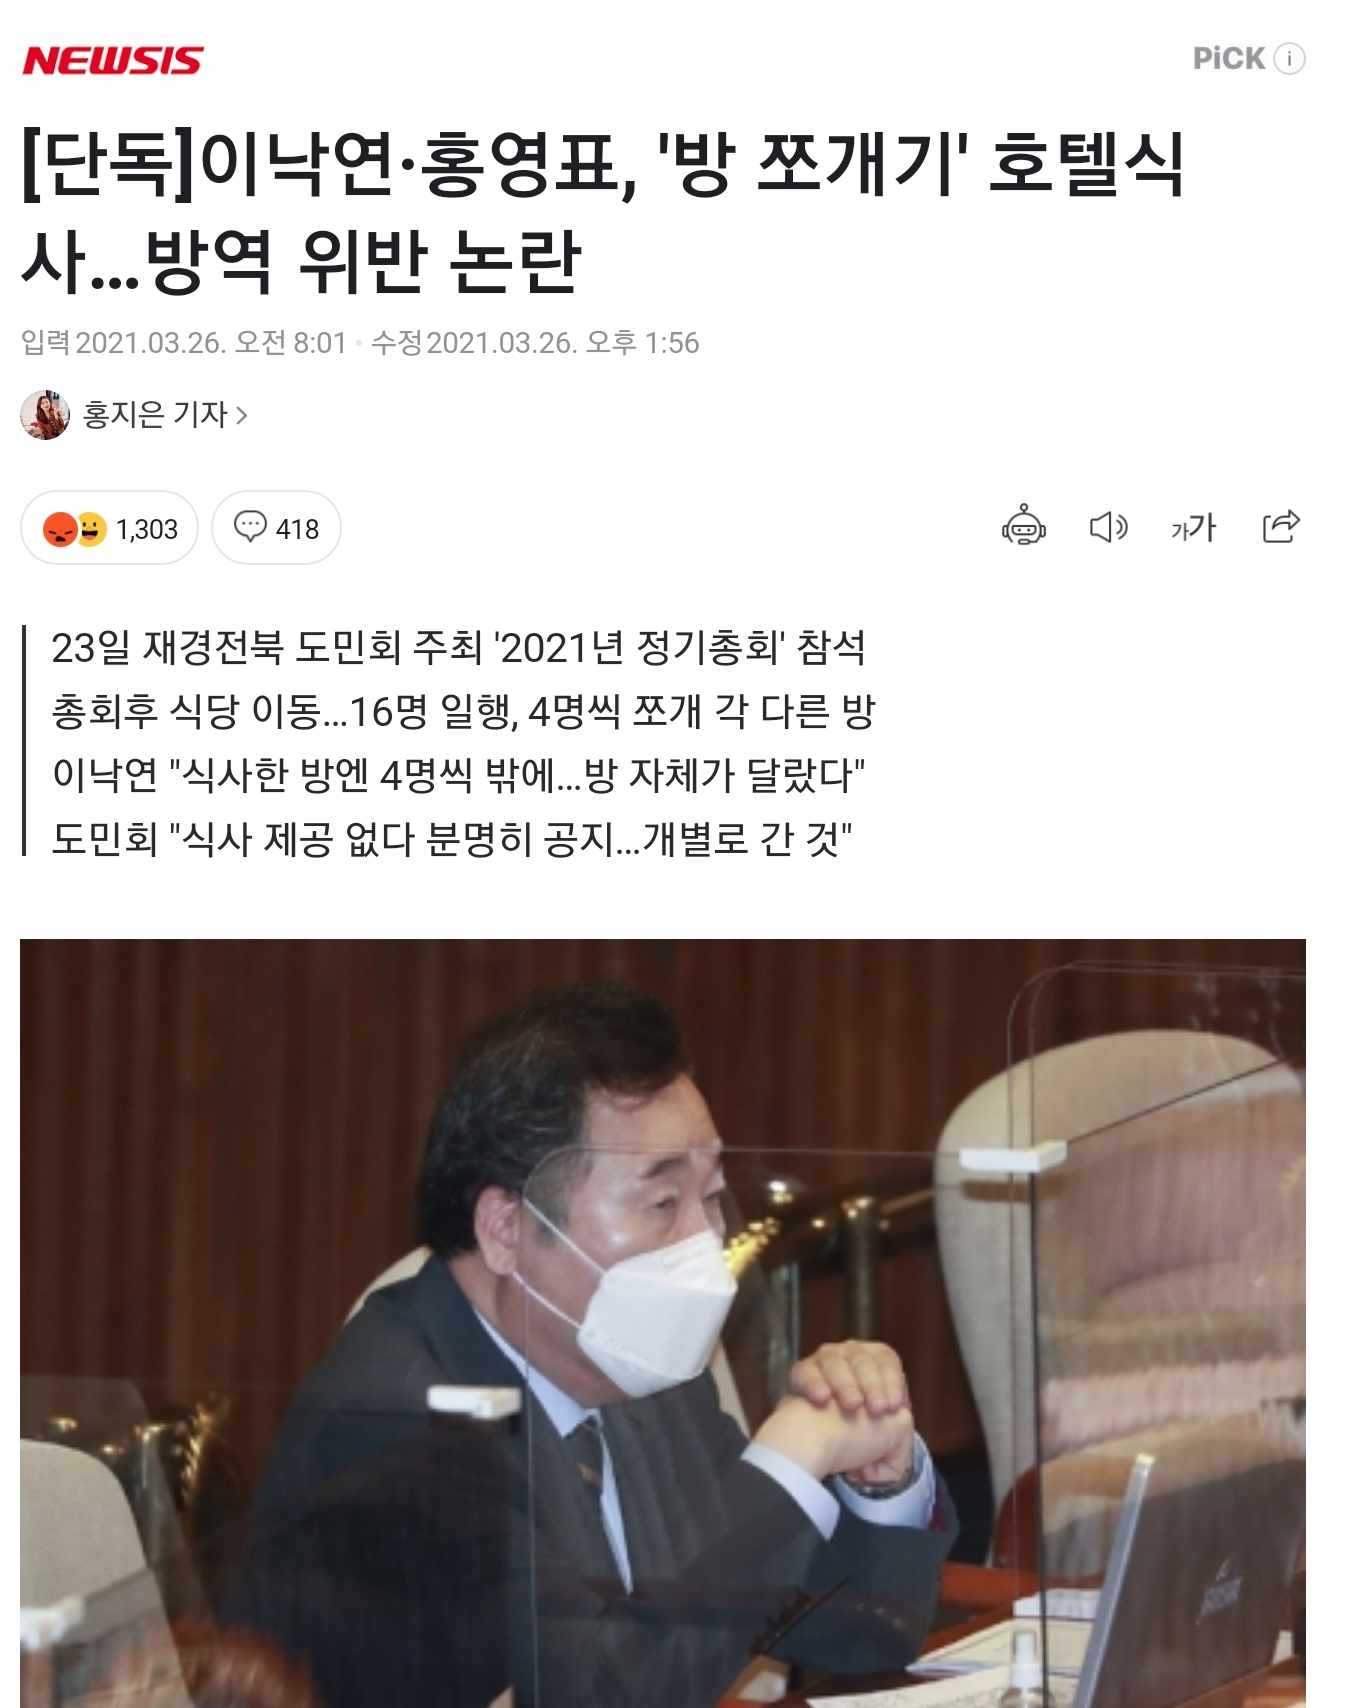 NEWSIS
PiCK i
[단독]이낙연·홍영표, '방 쪼개기' 호텔식
사…방역 위반 논란
입력 2021.03.26. 오전 8:01 · 수정 2021.03.26. 오후 1:56
홍지은 기자 >
1,303 418 가가
23일 재경전북 도민회 주최 '2021년 정기총회' 참석
총회후 식당 이동…16명 일행, 4명씩 쪼개 각 다른 방
이낙연 "식사한 방엔 4명씩 밖에…방 자체가 달랐다"
도민회 "식사 제공 없다 분명히 공지…개별로 간 것"